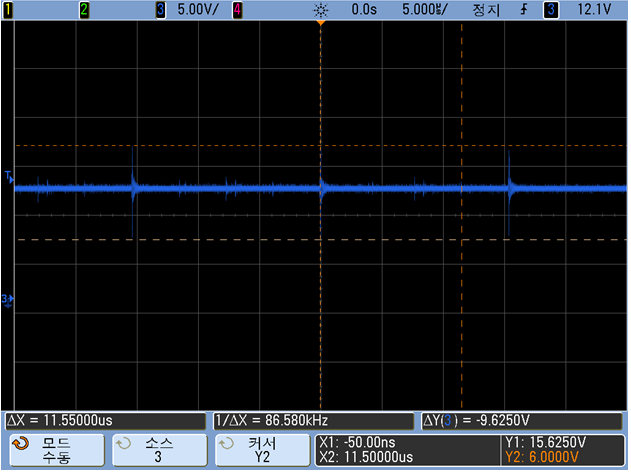 1 2 3 5.00V/ 4 0.0s 5.000㎲/ 정지 3 12.1V
T
3
ΔX = 11.55000us 1/ΔX = 86.580kHz ΔY(3) = -9.6250V
모드 소스 커서 X1: -50.00ns Y1: 15.6250V
수동 3 Y2 X2: 11.5000us Y2: 6.0000V